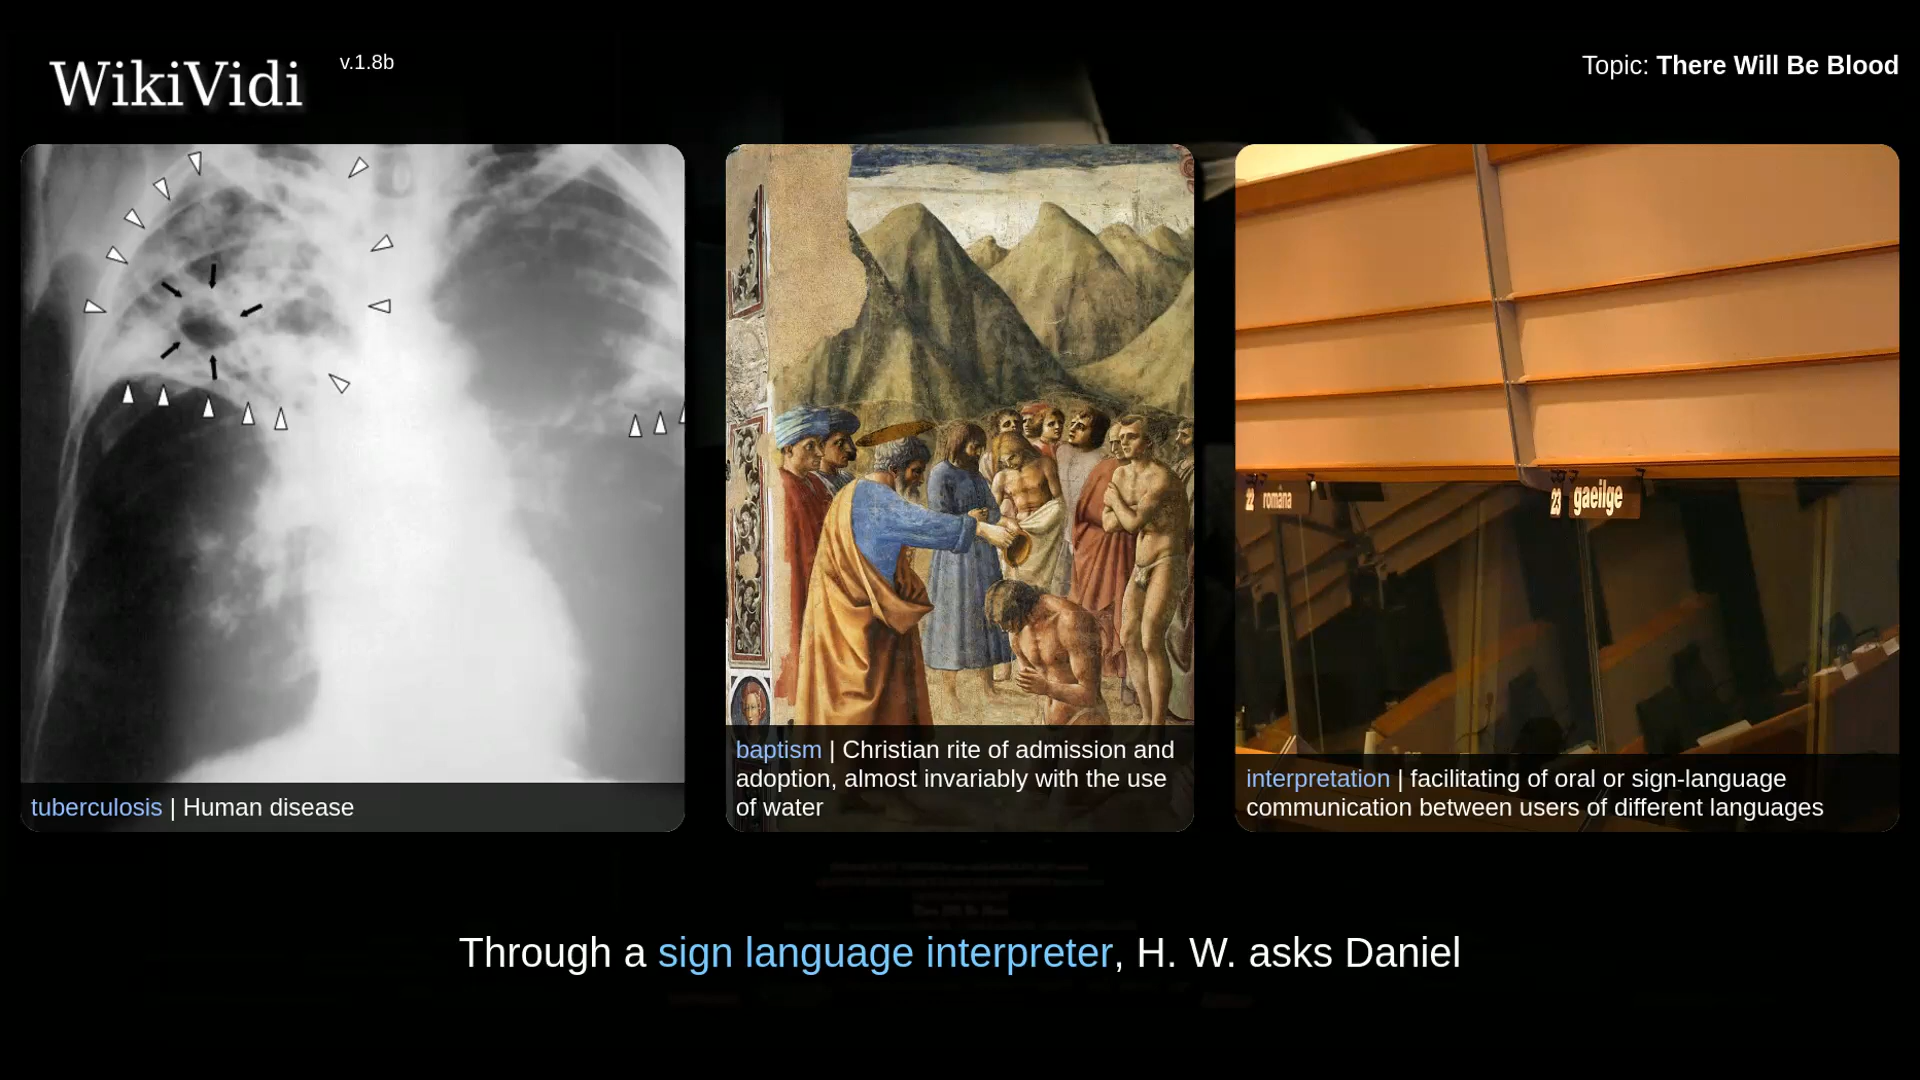 WikiVidi
v.1.8b
Topic: There Will Be Blood
22 româna
23 gaeilge
tuberculosis | Human disease
baptism | Christian rite of admission and
adoption, almost invariably with the use
of water
interpretation | facilitating of oral or sign-language
communication between users of different languages
Through a sign language interpreter, H. W. asks Daniel